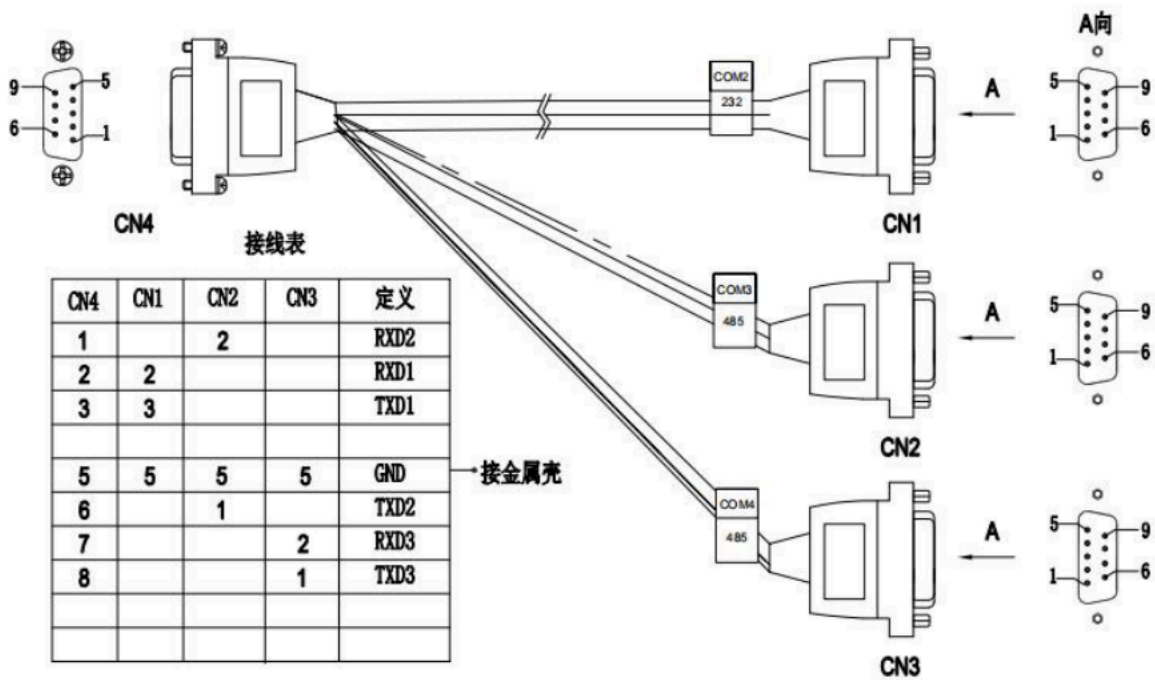 A向
9
5
6
1
CN4
COM2
232
A
5
9
1
6
CN1
COM3
485
A
5
9
1
6
CN2
COM4
485
A
5
9
1
6
CN3
接线表
CN4 CN1 CN2 CN3 定义
1 2 RXD2
2 2 RXD1
3 3 TXD1
5 5 5 5 GND
接金属壳
6 1 TXD2
7 2 RXD3
8 1 TXD3